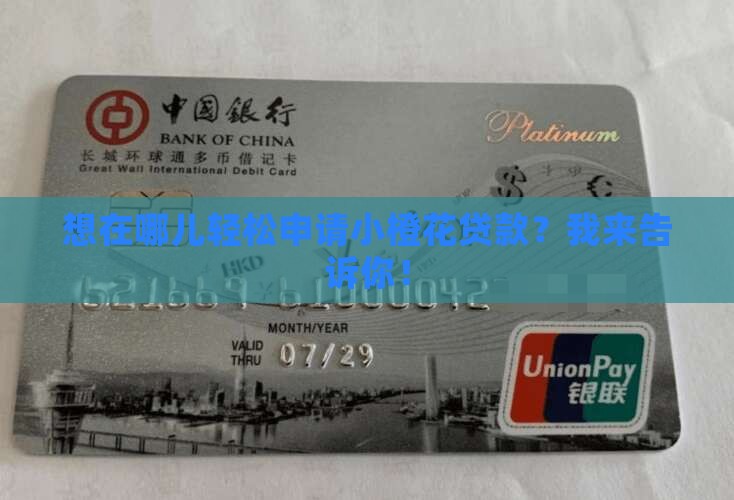 中国银行
BANK OF CHINA
Platinum
长城环球通多币借记卡
Great Wall International Debit Card
$
€
想在哪儿轻松申请小橙花贷款？我来告
诉你！
HKD
MONTH/YEAR
VALID
THRU
07/29
UnionPay
银联